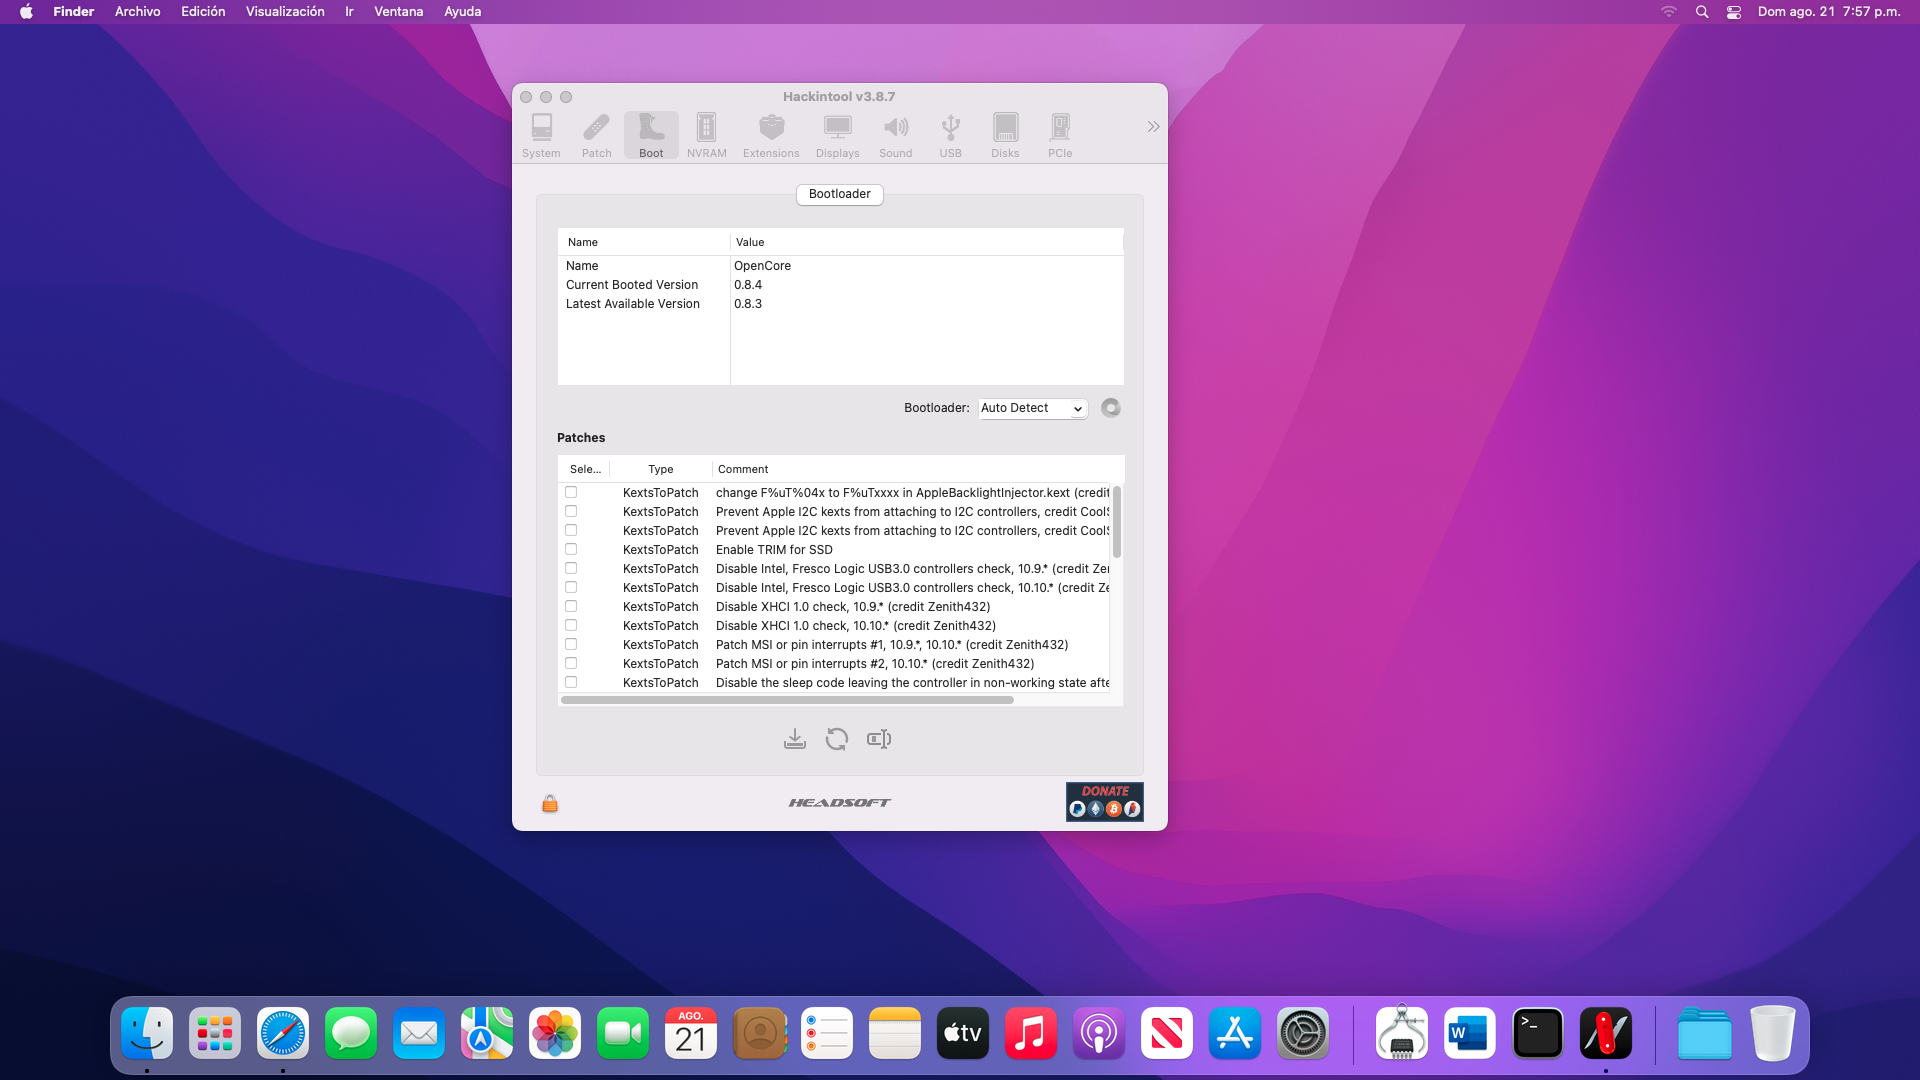 Finder Archivo Edición Visualización Ir Ventana Ayuda Dom ago. 21 7:57 p.m.
Hackintool v3.8.7
System Patch Boot NVRAM Extensions Displays Sound USB Disks PCIe
Bootloader
Name Value
Name OpenCore
Current Booted Version 0.8.4
Latest Available Version 0.8.3
Bootloader: Auto Detect
Patches
Sele... Type Comment
KextsToPatch change F%uT%04x to F%uTxxxx in AppleBacklightInjector.kext (credit
KextsToPatch Prevent Apple I2C kexts from attaching to I2C controllers, credit CoolS
KextsToPatch Prevent Apple I2C kexts from attaching to I2C controllers, credit CoolS
KextsToPatch Enable TRIM for SSD
KextsToPatch Disable Intel, Fresco Logic USB3.0 controllers check, 10.9.* (credit Zer
KextsToPatch Disable Intel, Fresco Logic USB3.0 controllers check, 10.10.* (credit Ze
KextsToPatch Disable XHCI 1.0 check, 10.9.* (credit Zenith432)
KextsToPatch Disable XHCI 1.0 check, 10.10.* (credit Zenith432)
KextsToPatch Patch MSI or pin interrupts #1, 10.9.*, 10.10.* (credit Zenith432)
KextsToPatch Patch MSI or pin interrupts #2, 10.10.* (credit Zenith432)
KextsToPatch Disable the sleep code leaving the controller in non-working state afte
HEADSOFT
DONATE
AGO.
21
tv
W
>_